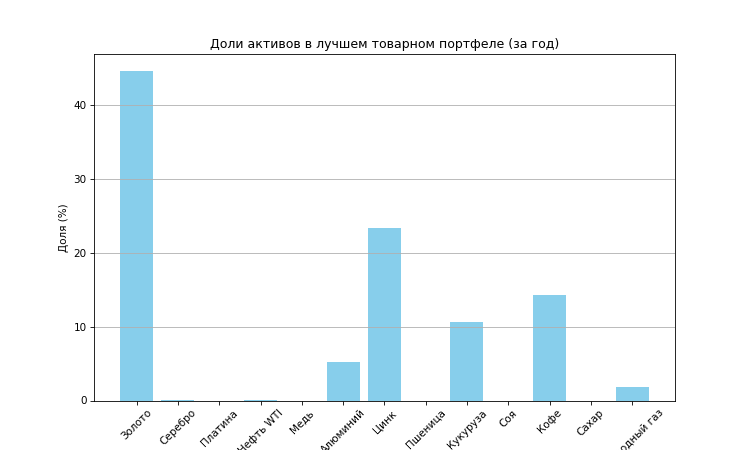 Доли активов в лучшем товарном портфеле (за год)
Доля (%)
40
30
20
10
0
Золото
Серебро
Платина
Нефть WTI
Медь
Алюминий
Цинк
Пшеница
Кукуруза
Соя
Кофе
Сахар
газ